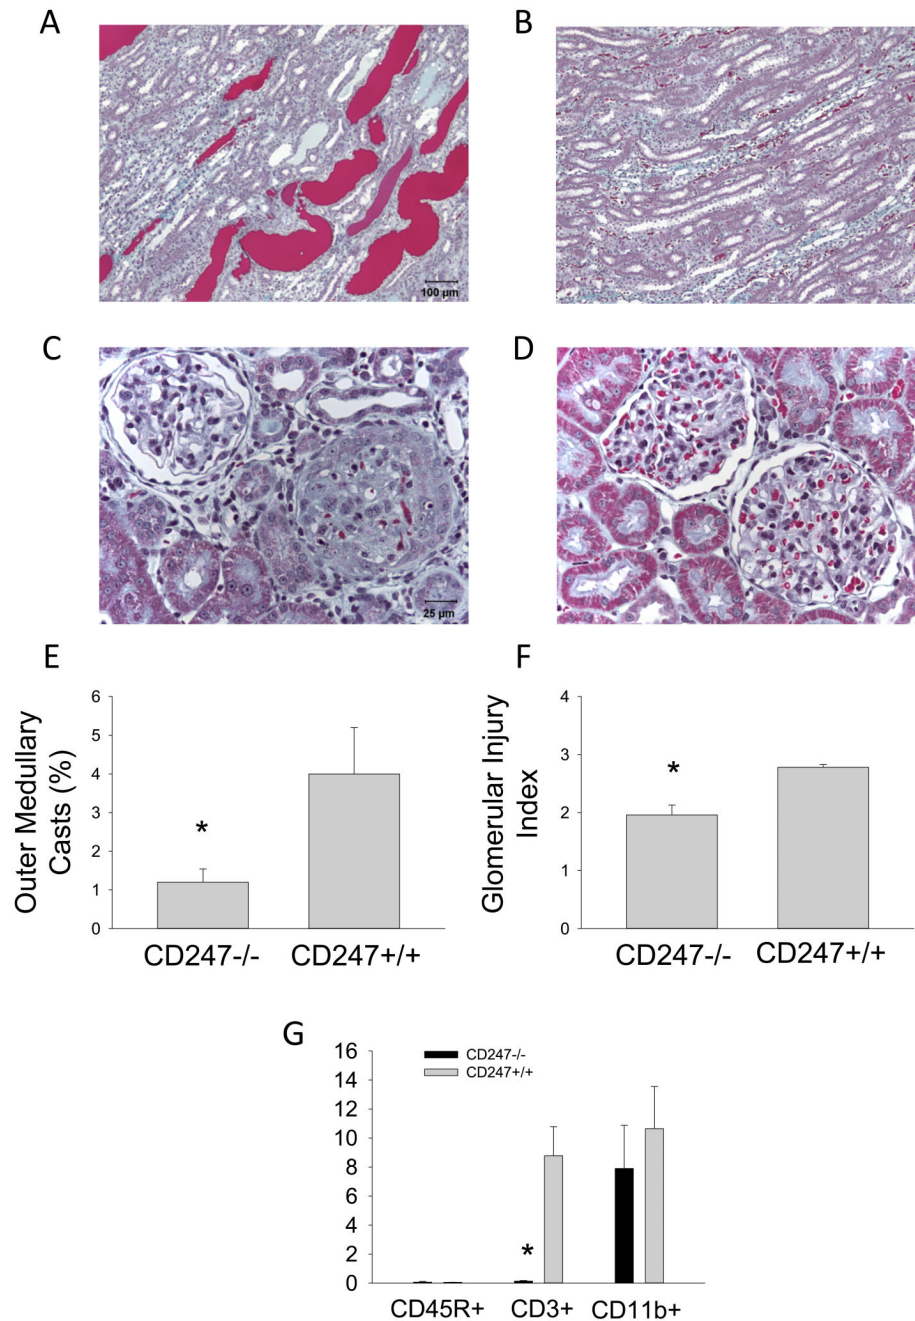 A
B
100 µm
C
D
25 µm
E
F
Outer Medullary
Casts (%)
6
5
4
3
2
1
0
*
CD247-/- CD247+/+
Glomerular Injury
Index
4
3
2
1
0
*
CD247-/- CD247+/+
G
16
14
12
10
8
6
4
2
0
CD247-/-
CD247+/+
*
CD45R+ CD3+ CD11b+